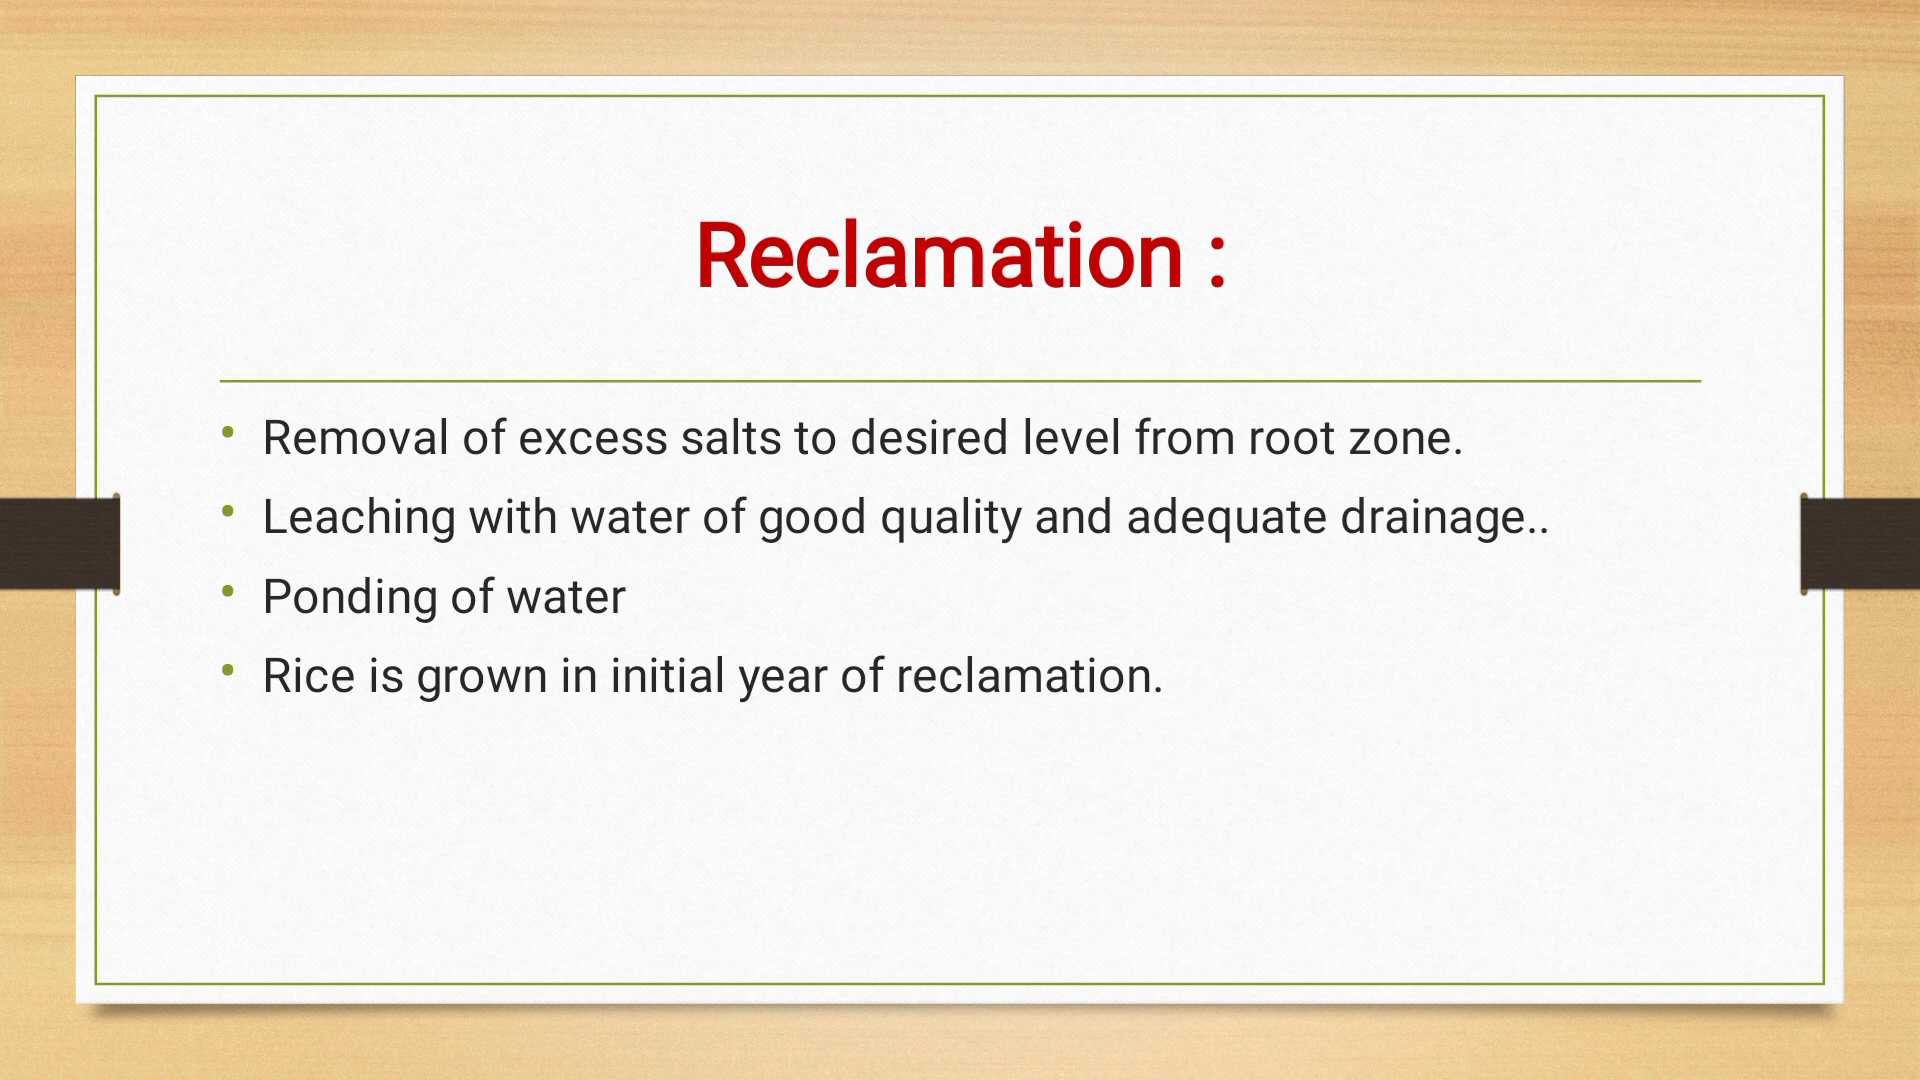 Reclamation :
• Removal of excess salts to desired level from root zone.
• Leaching with water of good quality and adequate drainage..
• Ponding of water
• Rice is grown in initial year of reclamation.